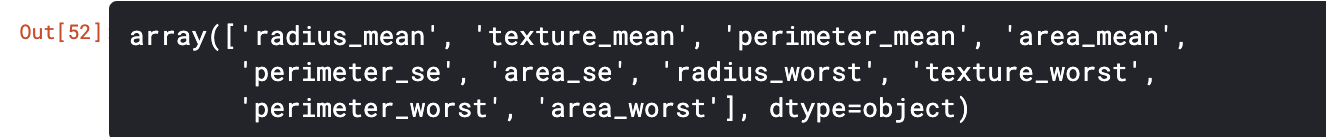 Out[52] array(['radius_mean', 'texture_mean', 'perimeter_mean', 'area_mean',
'perimeter_se', 'area_se', 'radius_worst', 'texture_worst',
'perimeter_worst', 'area_worst'], dtype=object)